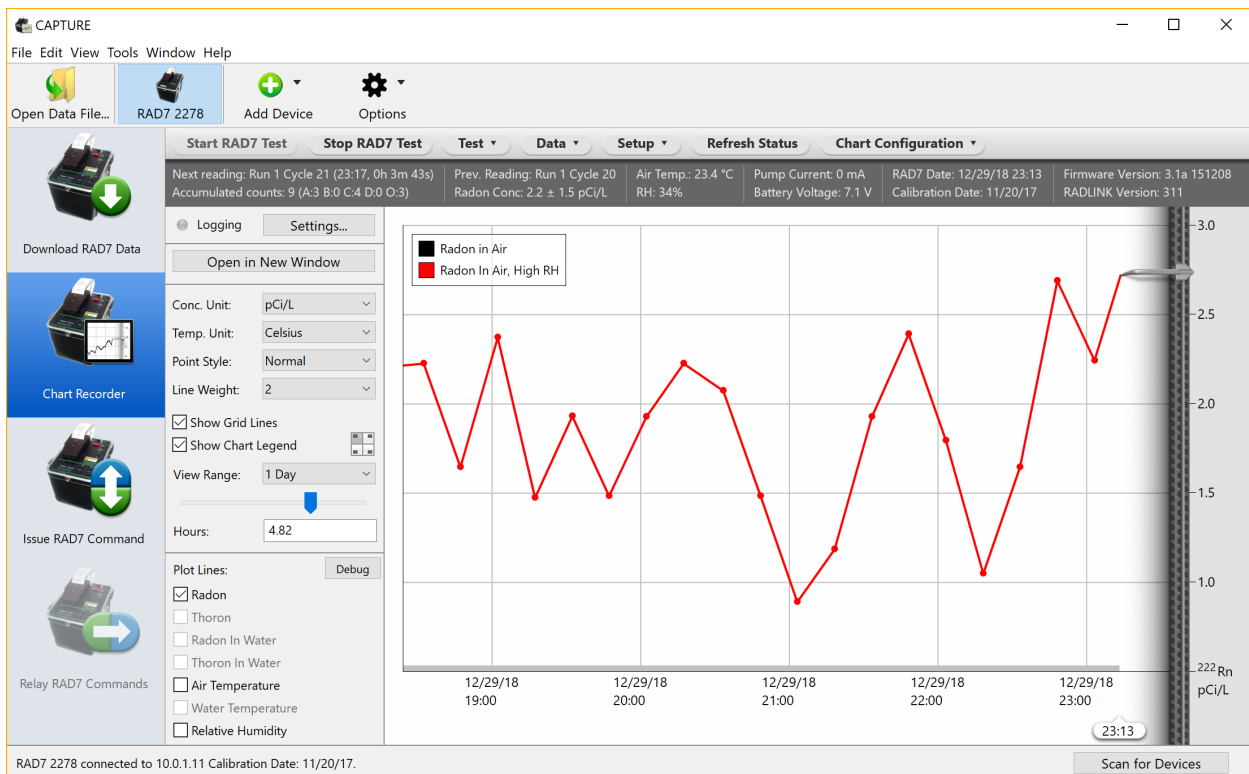 CAPTURE
File Edit View Tools Window Help
Open Data File... RAD7 2278 Add Device Options
Start RAD7 Test Stop RAD7 Test Test Data Setup Refresh Status Chart Configuration
Next reading: Run 1 Cycle 21 (23:17, 0h 3m 43s) Prev. Reading: Run 1 Cycle 20 Air Temp.: 23.4 °C Pump Current: 0 mA RAD7 Date: 12/29/18 23:13 Firmware Version: 3.1a 151208
Accumulated counts: 9 (A:3 B:0 C:4 D:0 O:3) Radon Conc: 2.2 ± 1.5 pCi/L RH: 34% Battery Voltage: 7.1 V Calibration Date: 11/20/17 RADLINK Version: 311
Download RAD7 Data
Chart Recorder
Issue RAD7 Command
Relay RAD7 Commands
Logging Settings...
Open in New Window
Conc. Unit: pCi/L
Temp. Unit: Celsius
Point Style: Normal
Line Weight: 2
Show Grid Lines
Show Chart Legend
View Range: 1 Day
Hours: 4.82
Plot Lines: Debug
Radon
Thoron
Radon In Water
Thoron In Water
Air Temperature
Water Temperature
Relative Humidity
Radon in Air
Radon In Air, High RH
3.0
2.5
2.0
1.5
1.0
222Rn
pCi/L
12/29/18 12/29/18 12/29/18 12/29/18 12/29/18
19:00 20:00 21:00 22:00 23:00
23:13
RAD7 2278 connected to 10.0.1.11 Calibration Date: 11/20/17. Scan for Devices